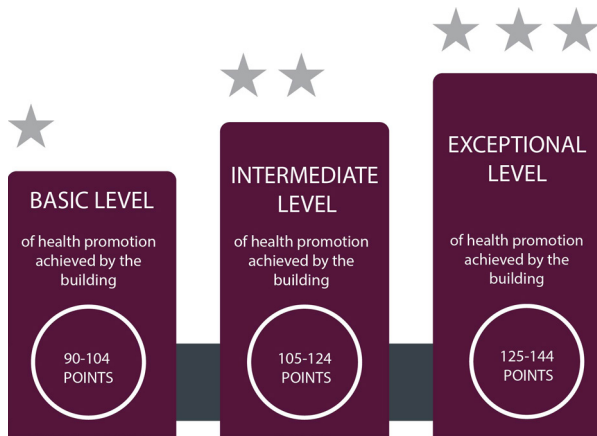 BASIC LEVEL
of health promotion
achieved by the
building
90-104
POINTS
INTERMEDIATE
LEVEL
of health promotion
achieved by the
building
105-124
POINTS
EXCEPTIONAL
LEVEL
of health promotion
achieved by the
building
125-144
POINTS